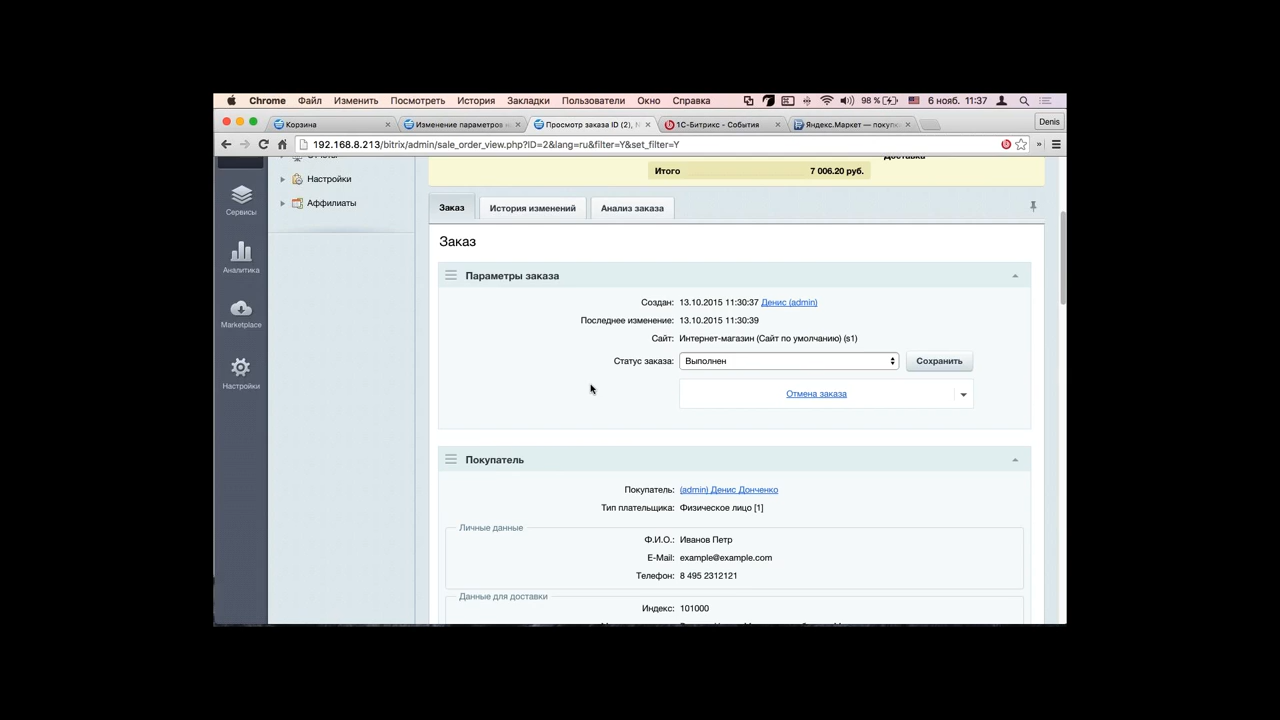 Chrome Файл Изменить Посмотреть История Закладки Пользователи Окно Справка 98 % 6 нояб. 11:37
Корзина × Изменение параметров × Просмотр заказа ID (2), × 1С-Битрикс - События × Яндекс.Маркет — покупк × Denis
192.168.8.213/bitrix/admin/sale_order_view.php?ID=2&lang=ru&filter=Y&set_filter=Y
Доставка
Итого 7 006.20 руб.
Настройки
Аффилиаты
Сервисы
Аналитика
Marketplace
Настройки
Заказ История изменений Анализ заказа
Заказ
Параметры заказа
Создан: 13.10.2015 11:30:37 Денис (admin)
Последнее изменение: 13.10.2015 11:30:39
Сайт: Интернет-магазин (Сайт по умолчанию) (s1)
Статус заказа: Выполнен Сохранить
Отмена заказа
Покупатель
Покупатель: (admin) Денис Донченко
Тип плательщика: Физическое лицо [1]
Личные данные
Ф.И.О.: Иванов Петр
E-Mail: example@example.com
Телефон: 8 495 2312121
Данные для доставки
Индекс: 101000